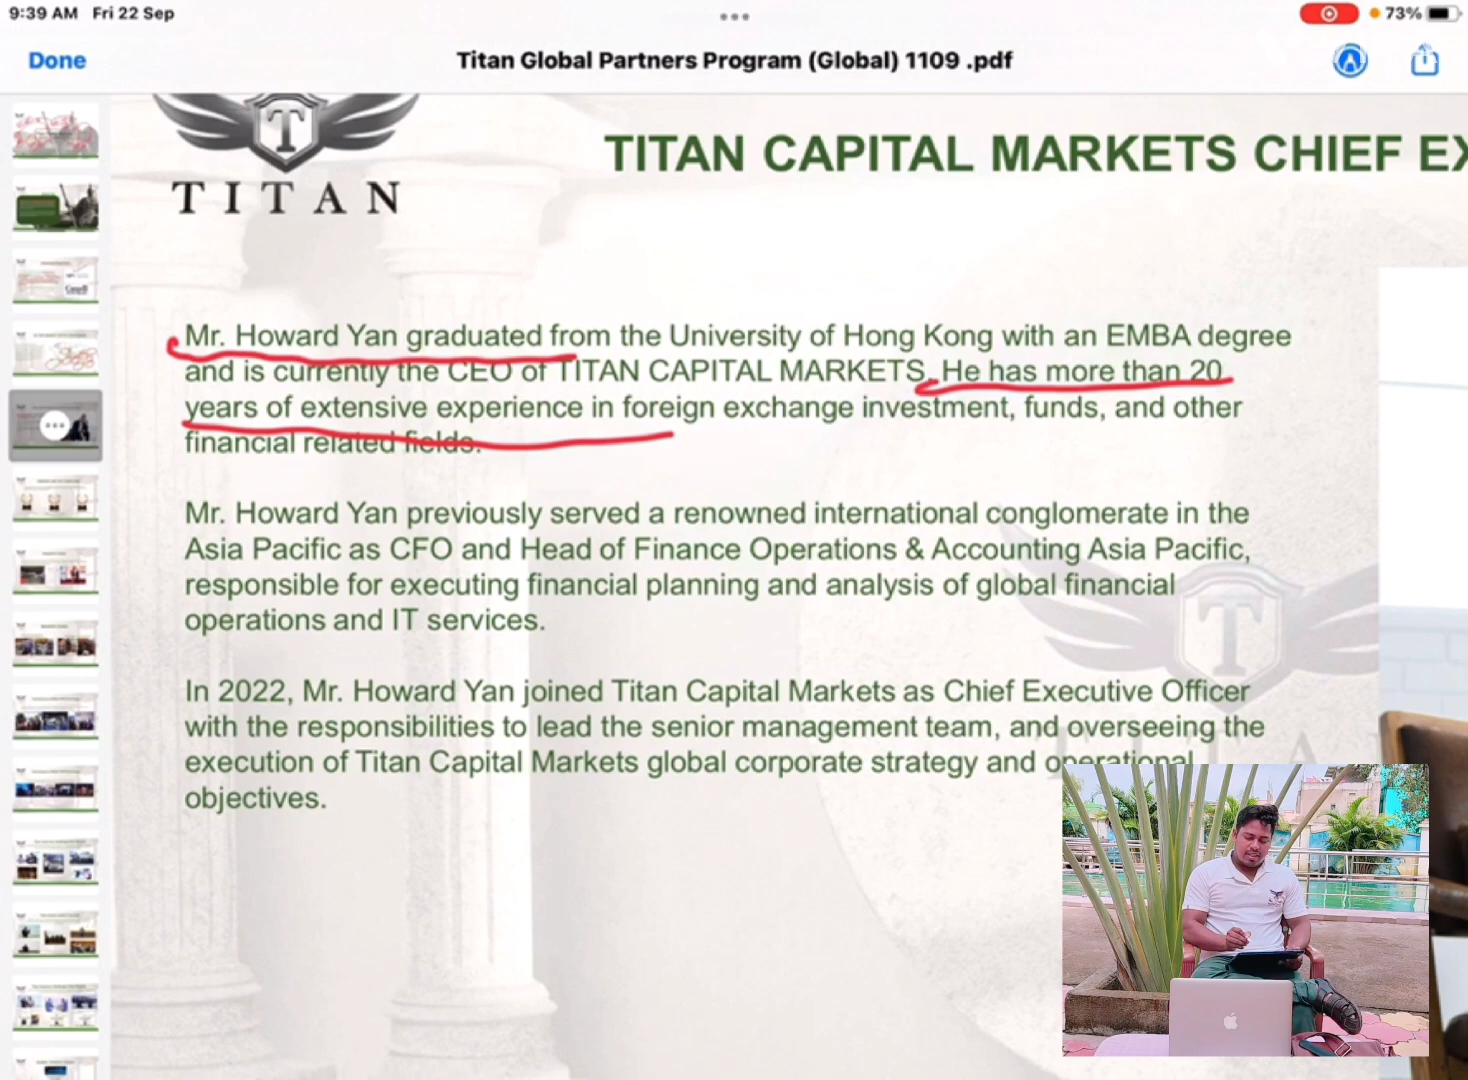 9:39 AM Fri 22 Sep
73%
Done
Titan Global Partners Program (Global) 1109 .pdf
TITAN
TITAN CAPITAL MARKETS CHIEF EX
Mr. Howard Yan graduated from the University of Hong Kong with an EMBA degree
and is currently the CEO of TITAN CAPITAL MARKETS. He has more than 20
years of extensive experience in foreign exchange investment, funds, and other
financial related fields.
Mr. Howard Yan previously served a renowned international conglomerate in the
Asia Pacific as CFO and Head of Finance Operations & Accounting Asia Pacific,
responsible for executing financial planning and analysis of global financial
operations and IT services.
In 2022, Mr. Howard Yan joined Titan Capital Markets as Chief Executive Officer
with the responsibilities to lead the senior management team, and overseeing the
execution of Titan Capital Markets global corporate strategy and operational
objectives.